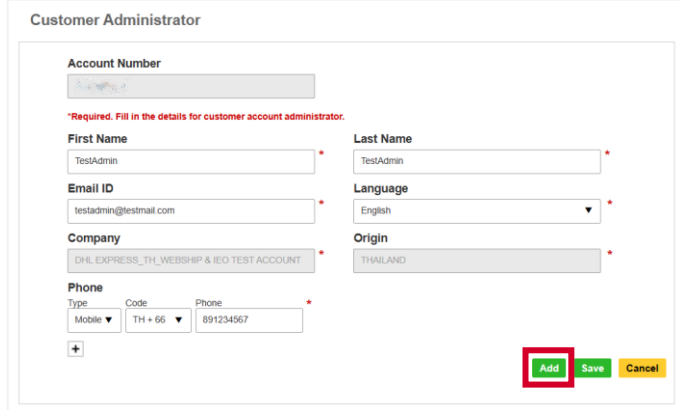 Customer Administrator
Account Number
*Required. Fill in the details for customer account administrator.
First Name Last Name
TestAdmin * TestAdmin *
Email ID Language
testadmin@testmail.com * English ▼ *
Company Origin
DHL EXPRESS_TH_WEBSHIP & IEO TEST ACCOUNT * THAILAND *
Phone
Type Code Phone *
Mobile ▼ TH + 66 ▼ 891234567
+
Add Save Cancel